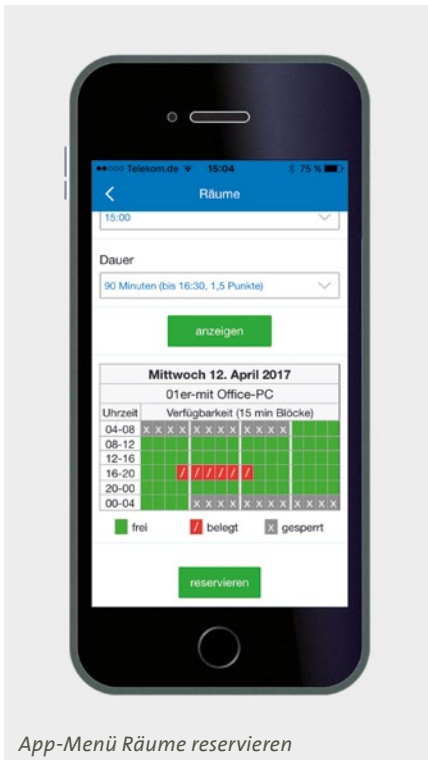 Telekom.de 15:04 75 %
Räume
15:00
Dauer
90 Minuten (bis 16:30, 1,5 Punkte)
anzeigen
Mittwoch 12. April 2017
01er-mit Office-PC
Uhrzeit Verfügbarkeit (15 min Blöcke)
04-08 x x x x x x x x x x x x
08-12
12-16
16-20 / / / / / /
20-00
00-04 x x x x x x x x x x x x
frei / belegt x gesperrt
reservieren
App-Menü Räume reservieren